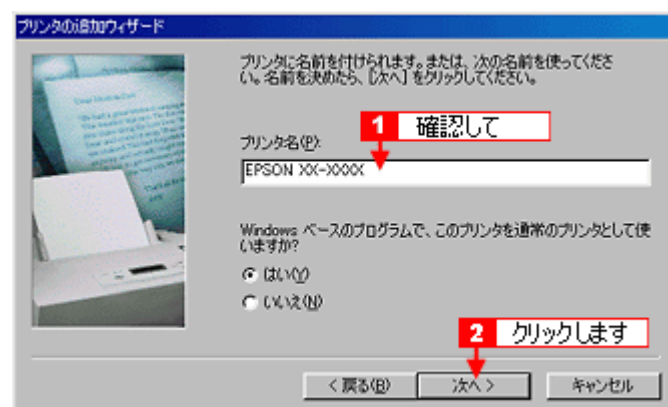 プリンタの追加ウィザード
プリンタに名前を付けられます。または、次の名前を使ってくださ
い。名前を決めたら、[次へ] をクリックしてください。
1 確認して
プリンタ名(P):
EPSON XX-XXXX
Windows ベースのプログラムで、このプリンタを通常のプリンタとして使
いますか?
はい(Y)
いいえ(N)
2 クリックします
< 戻る(B)
次へ >
キャンセル